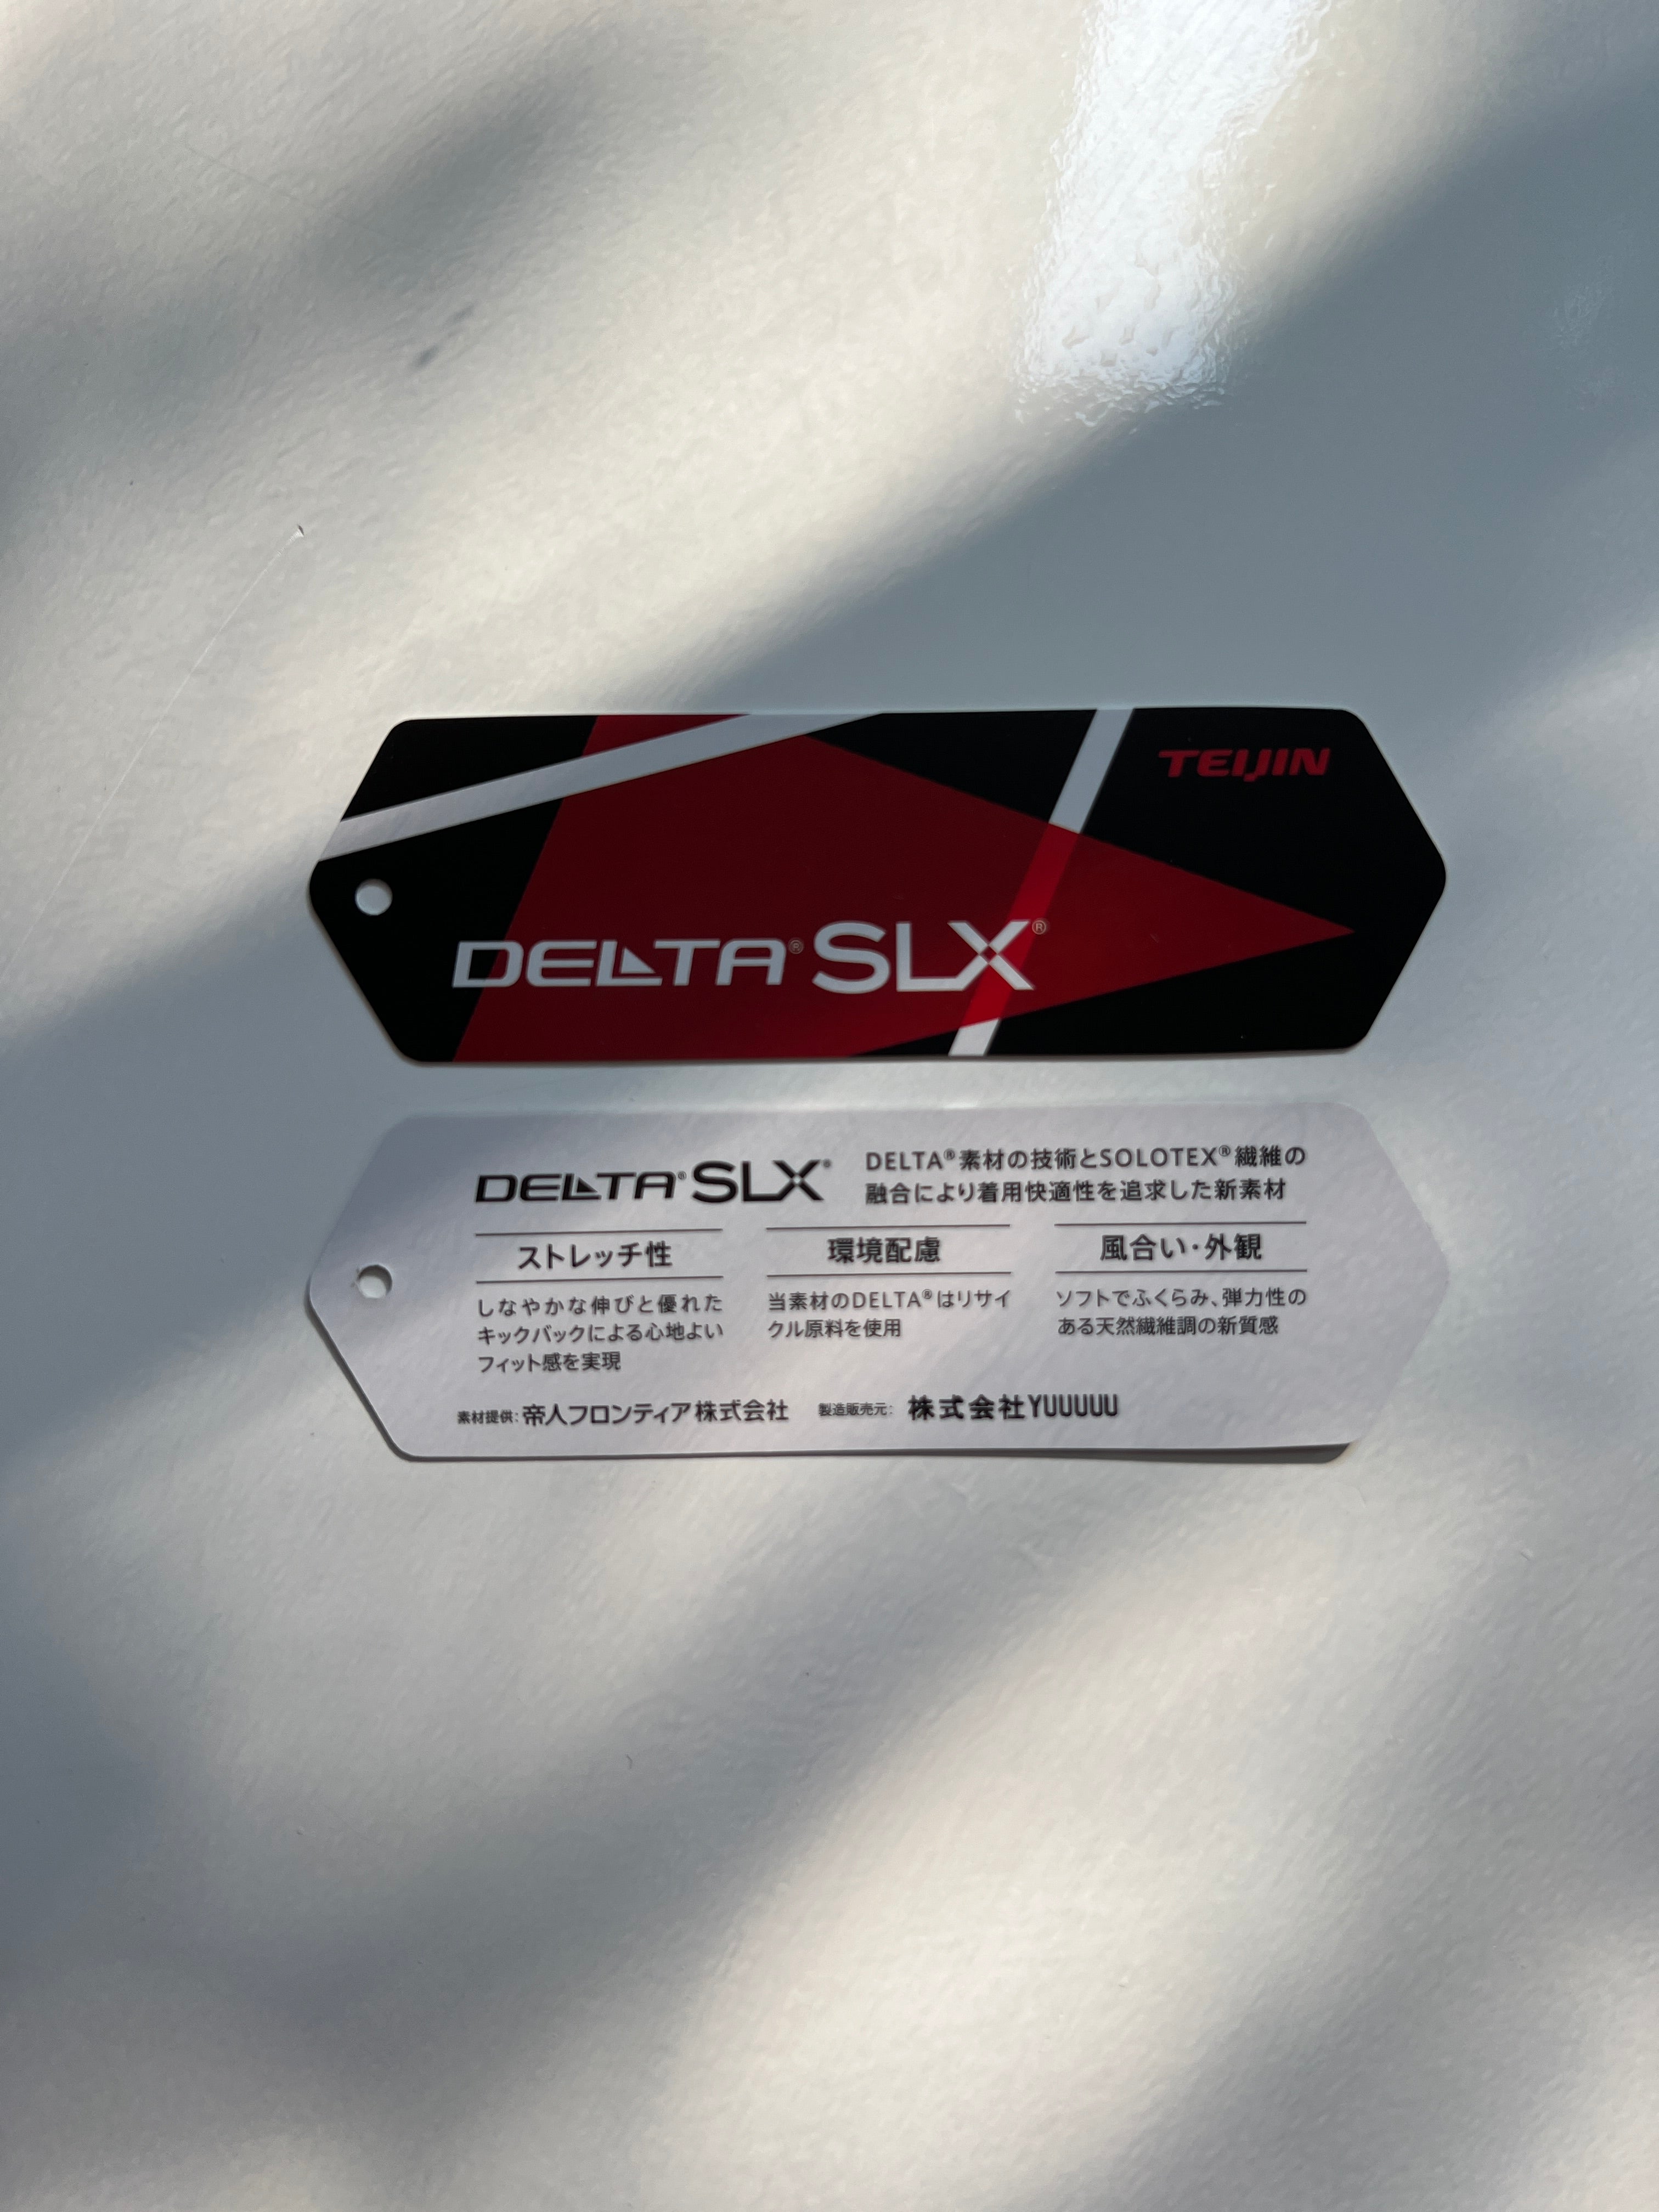 TEIJIN
DELTA® SLX®
DELTA® SLX®
DELTA®素材の技術とSOLOTEX®繊維の
融合により着用快適性を追求した新素材
ストレッチ性
しなやかな伸びと優れた
キックバックによる心地よい
フィット感を実現
環境配慮
当素材のDELTA®はリサイ
クル原料を使用
風合い・外観
ソフトでふくらみ、弾力性の
ある天然繊維調の新質感
素材提供:帝人フロンティア株式会社 製造販売元: 株式会社YUUUUU